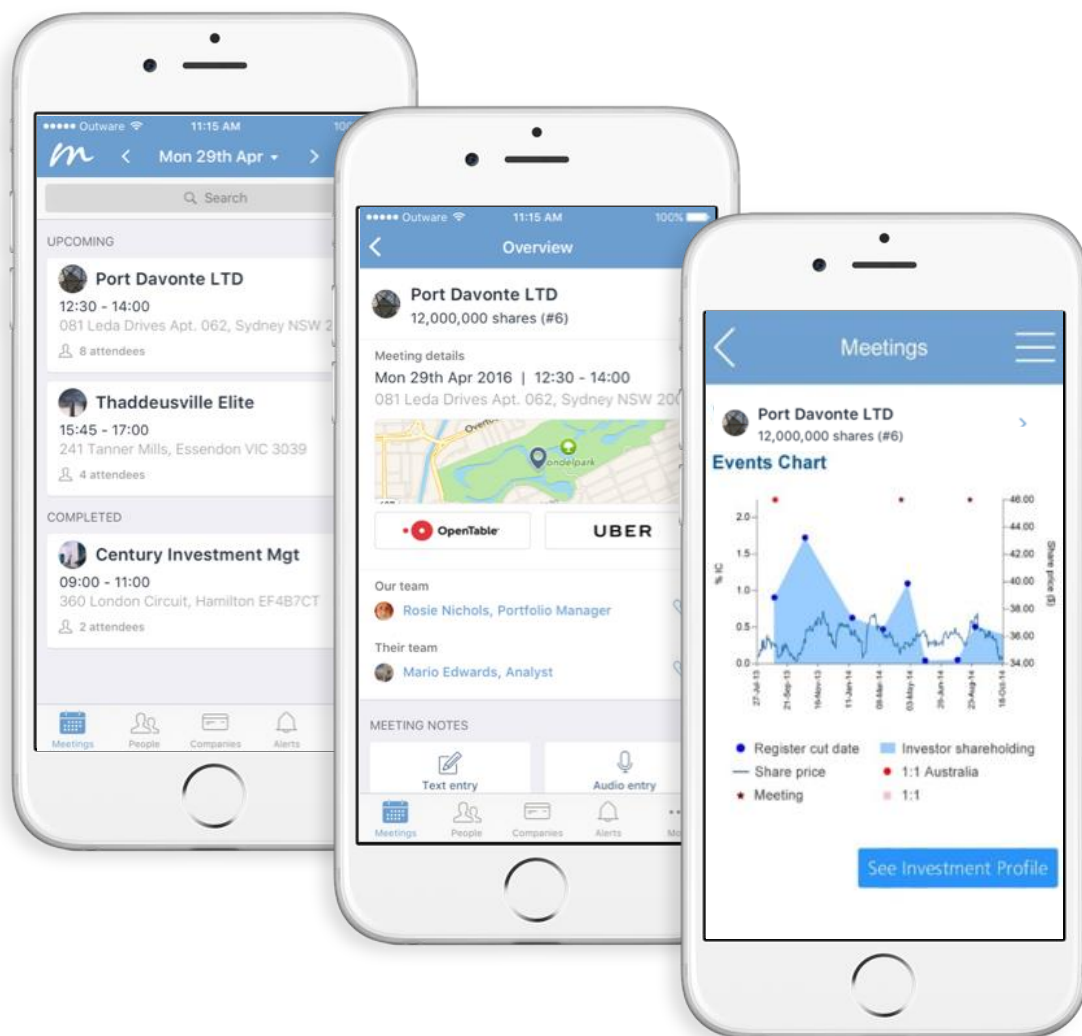 Outware 11:15 AM
m < Mon 29th Apr >
Search
UPCOMING
Port Davonte LTD
12:30 - 14:00
081 Leda Drives Apt. 062, Sydney NSW
8 attendees
Thaddeusville Elite
15:45 - 17:00
241 Tanner Mills, Essendon VIC 3039
4 attendees
COMPLETED
Century Investment Mgt
09:00 - 11:00
360 London Circuit, Hamilton EF4B7CT
2 attendees
Meetings People Companies Alerts
Outware 11:15 AM 100%
Overview
Port Davonte LTD
12,000,000 shares (#6)
Meeting details
Mon 29th Apr 2016 | 12:30 - 14:00
081 Leda Drives Apt. 062, Sydney NSW 200
ondelpark
OpenTable UBER
Our team
Rosie Nichols, Portfolio Manager
Their team
Mario Edwards, Analyst
MEETING NOTES
Text entry Audio entry
Meetings People Companies Alerts
Meetings
Port Davonte LTD
12,000,000 shares (#6) >
Events Chart
% IC
2.0
1.5
1.0
0.5
0.0
46.00
44.00
42.00
40.00
38.00
36.00
34.00
Share price ($)
27-Jul-13
21-Sep-13
16-Nov-13
11-Jan-14
08-Mar-14
03-May-14
28-Jun-14
23-Aug-14
18-Oct-14
Register cut date Investor shareholding
Share price 1:1 Australia
Meeting 1:1
See Investment Profile